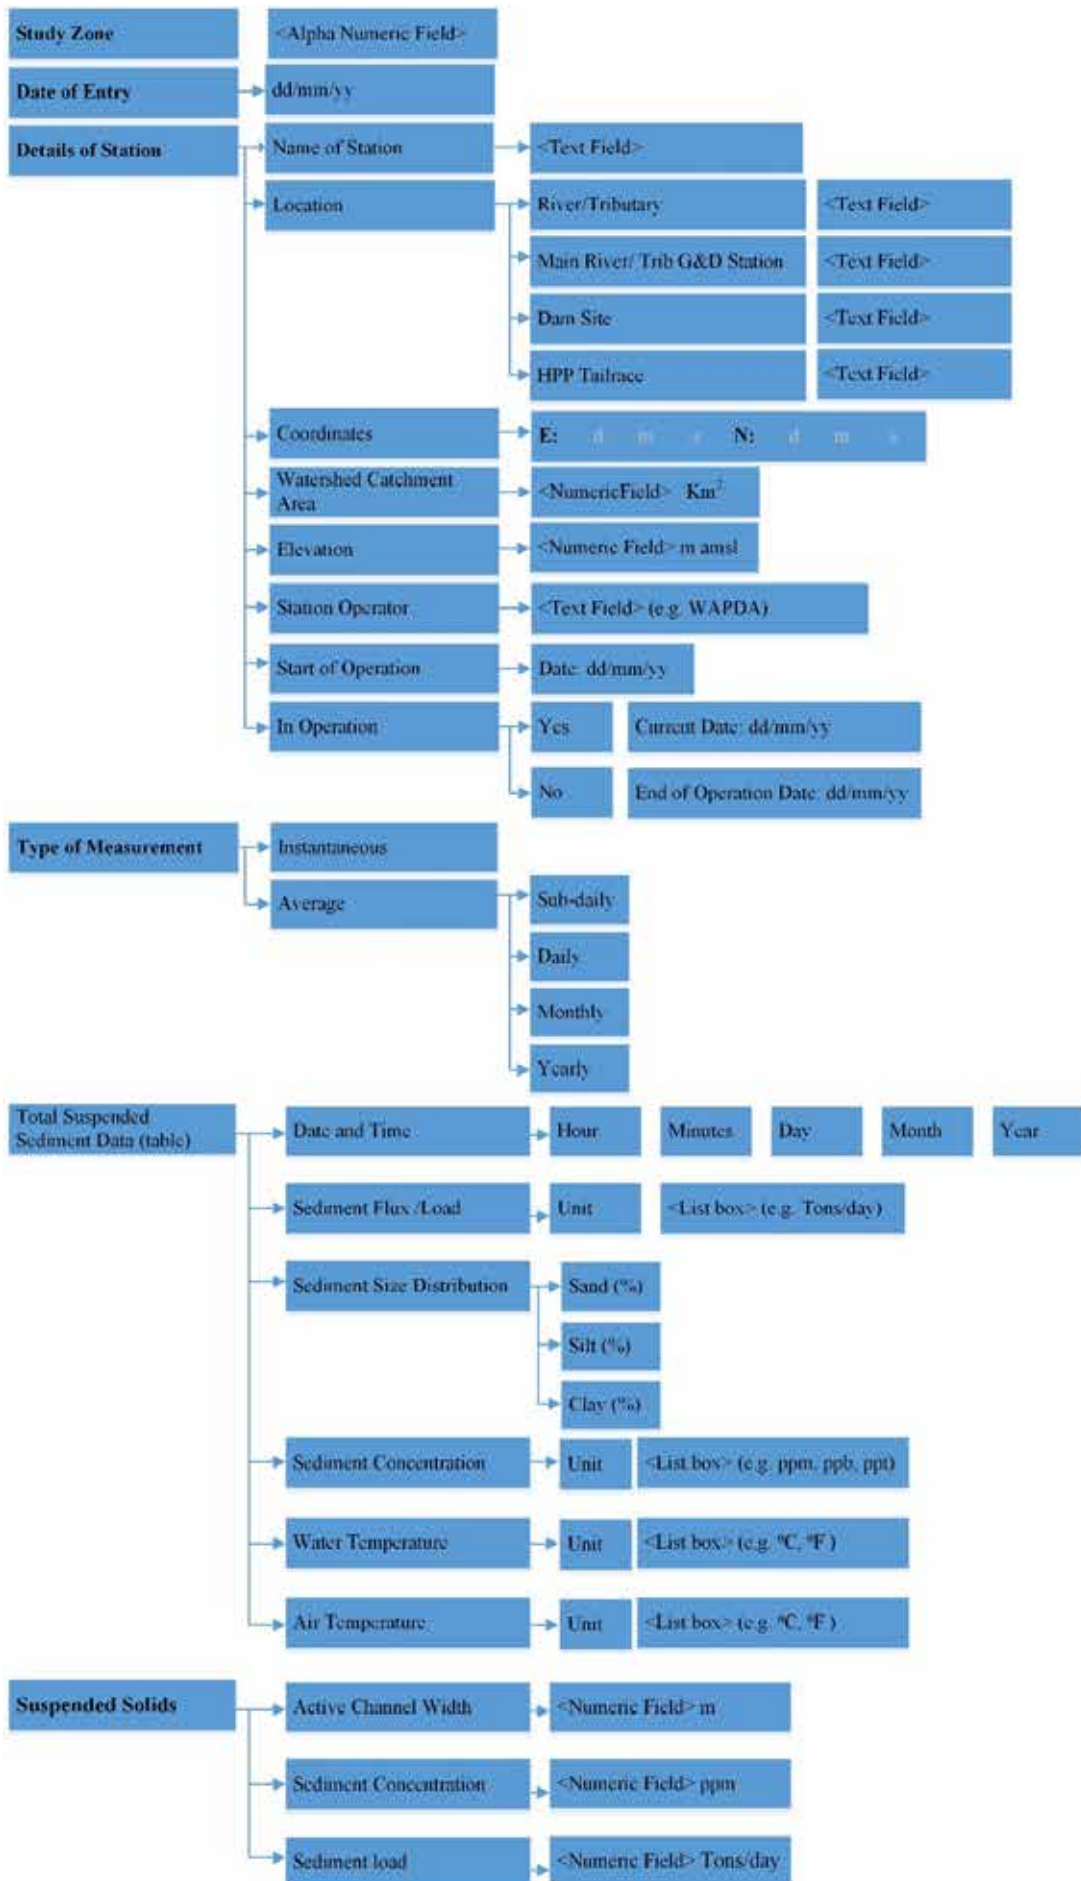 Study Zone <Alpha Numeric Field>
Date of Entry dd/mm/yy
Details of Station Name of Station <Text Field>
Location River/Tributary <Text Field>
Main River/ Trib G&D Station <Text Field>
Dam Site <Text Field>
HPP Tailrace <Text Field>
Coordinates E: d m s N: d m s
Watershed Catchment
Area <NumericField> Km²
Elevation <Numeric Field> m amsl
Station Operator <Text Field> (e.g. WAPDA)
Start of Operation Date: dd/mm/yy
In Operation Yes Current Date: dd/mm/yy
No End of Operation Date: dd/mm/yy
Type of Measurement Instantaneous
Average Sub-daily
Daily
Monthly
Yearly
Total Suspended
Sediment Data (table) Date and Time Hour Minutes Day Month Year
Sediment Flux /Load Unit <List box> (e.g. Tons/day)
Sediment Size Distribution Sand (%)
Silt (%)
Clay (%)
Sediment Concentration Unit <List box> (e.g. ppm, ppb, ppt)
Water Temperature Unit <List box> (e.g. ºC, ºF )
Air Temperature Unit <List box> (e.g. ºC, ºF )
Suspended Solids Active Channel Width <Numeric Field> m
Sediment Concentration <Numeric Field> ppm
Sediment load <Numeric Field> Tons/day